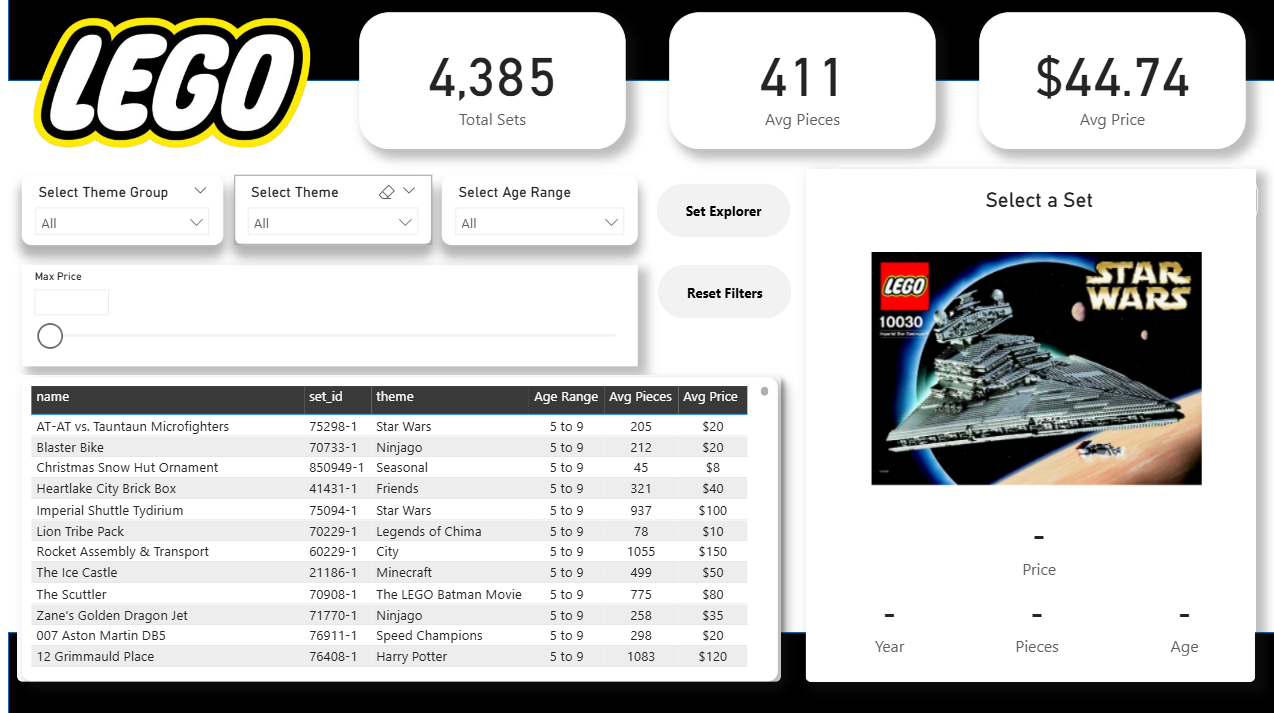 LEGO
4,385
Total Sets
411
Avg Pieces
$44.74
Avg Price
Select Theme Group
All
Select Theme
All
Select Age Range
All
Set Explorer
Max Price
Reset Filters
name set_id theme Age Range Avg Pieces Avg Price
AT-AT vs. Tauntaun Microfighters 75298-1 Star Wars 5 to 9 205 $20
Blaster Bike 70733-1 Ninjago 5 to 9 212 $20
Christmas Snow Hut Ornament 850949-1 Seasonal 5 to 9 45 $8
Heartlake City Brick Box 41431-1 Friends 5 to 9 321 $40
Imperial Shuttle Tydirium 75094-1 Star Wars 5 to 9 937 $100
Lion Tribe Pack 70229-1 Legends of Chima 5 to 9 78 $10
Rocket Assembly & Transport 60229-1 City 5 to 9 1055 $150
The Ice Castle 21186-1 Minecraft 5 to 9 499 $50
The Scuttler 70908-1 The LEGO Batman Movie 5 to 9 775 $80
Zane's Golden Dragon Jet 71770-1 Ninjago 5 to 9 258 $35
007 Aston Martin DB5 76911-1 Speed Champions 5 to 9 298 $20
12 Grimmauld Place 76408-1 Harry Potter 5 to 9 1083 $120
Select a Set
LEGO
STAR
WARS
10030
Imperial Star Destroyer
-
Price
- - -
Year Pieces Age